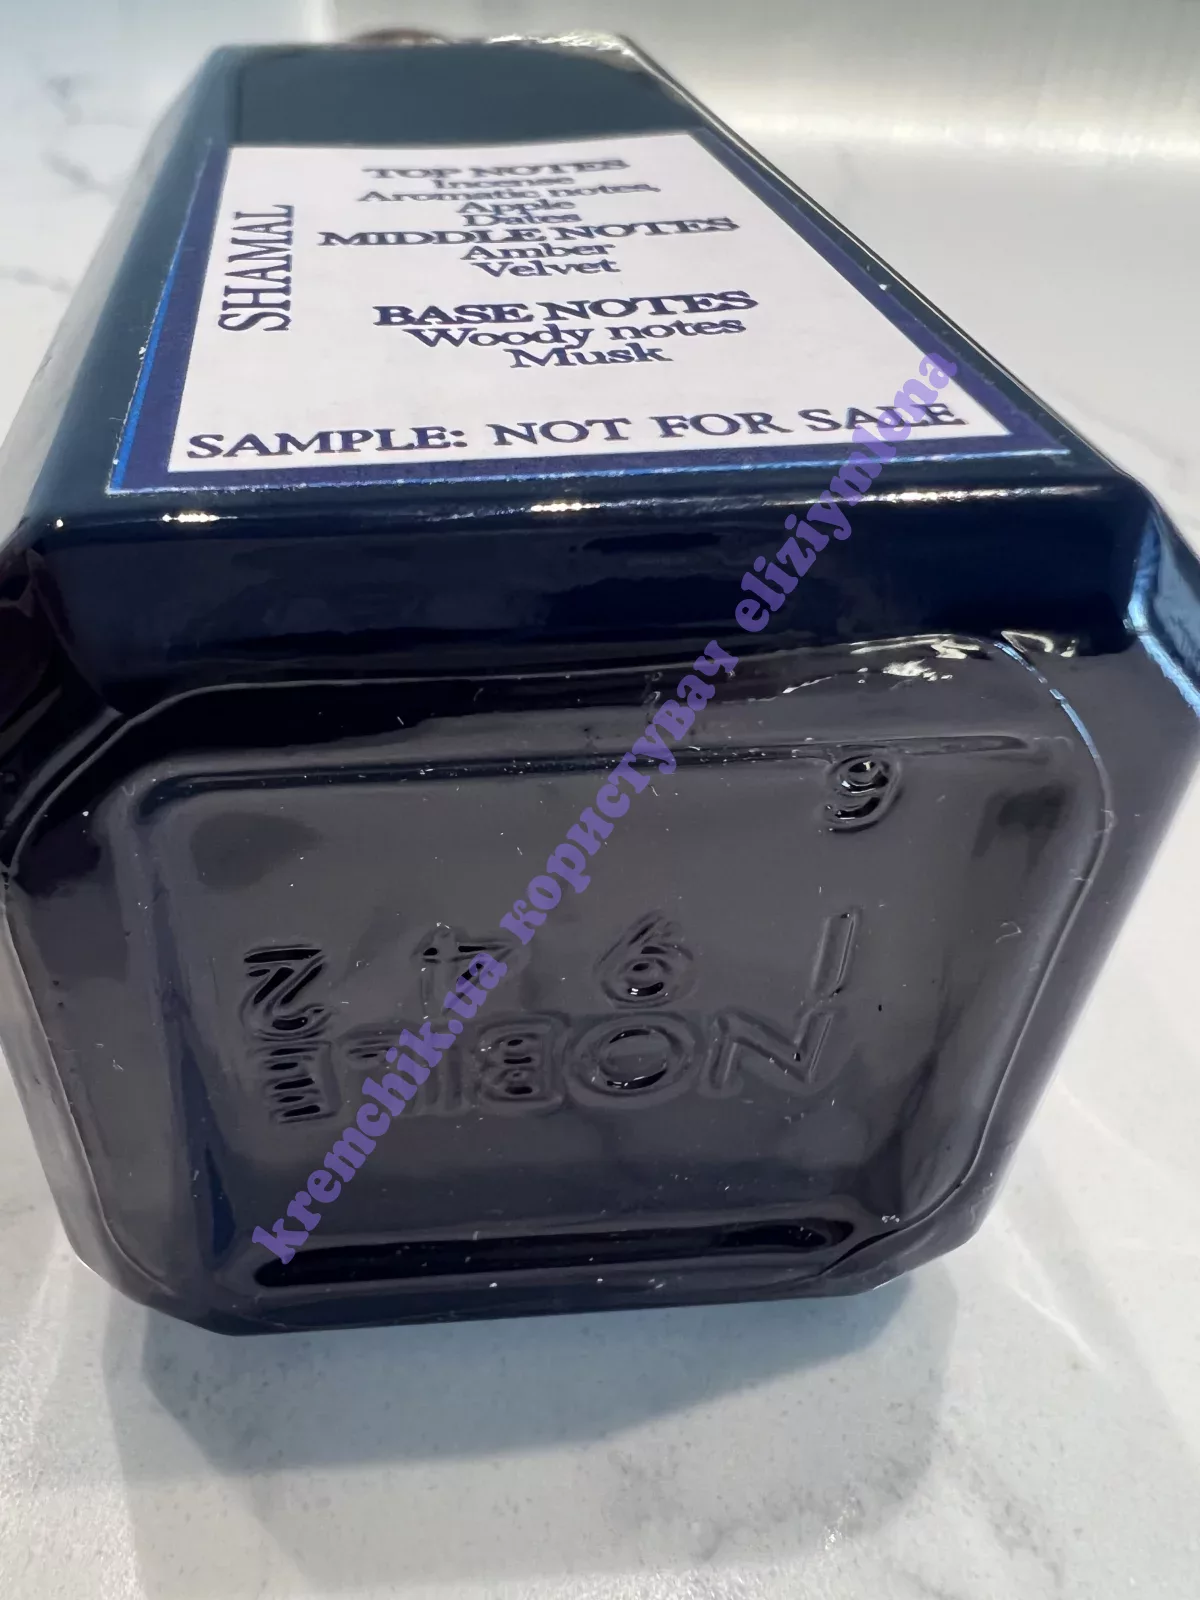 SHAMAL
TOP NOTES
Incense
Aromatic notes,
Apple
Dates
MIDDLE NOTES
Amber
Velvet
BASE NOTES
Woody notes
Musk
SAMPLE: NOT FOR SALE
kremchik.ua користувач eliziymlena
9
1942
NOBILE